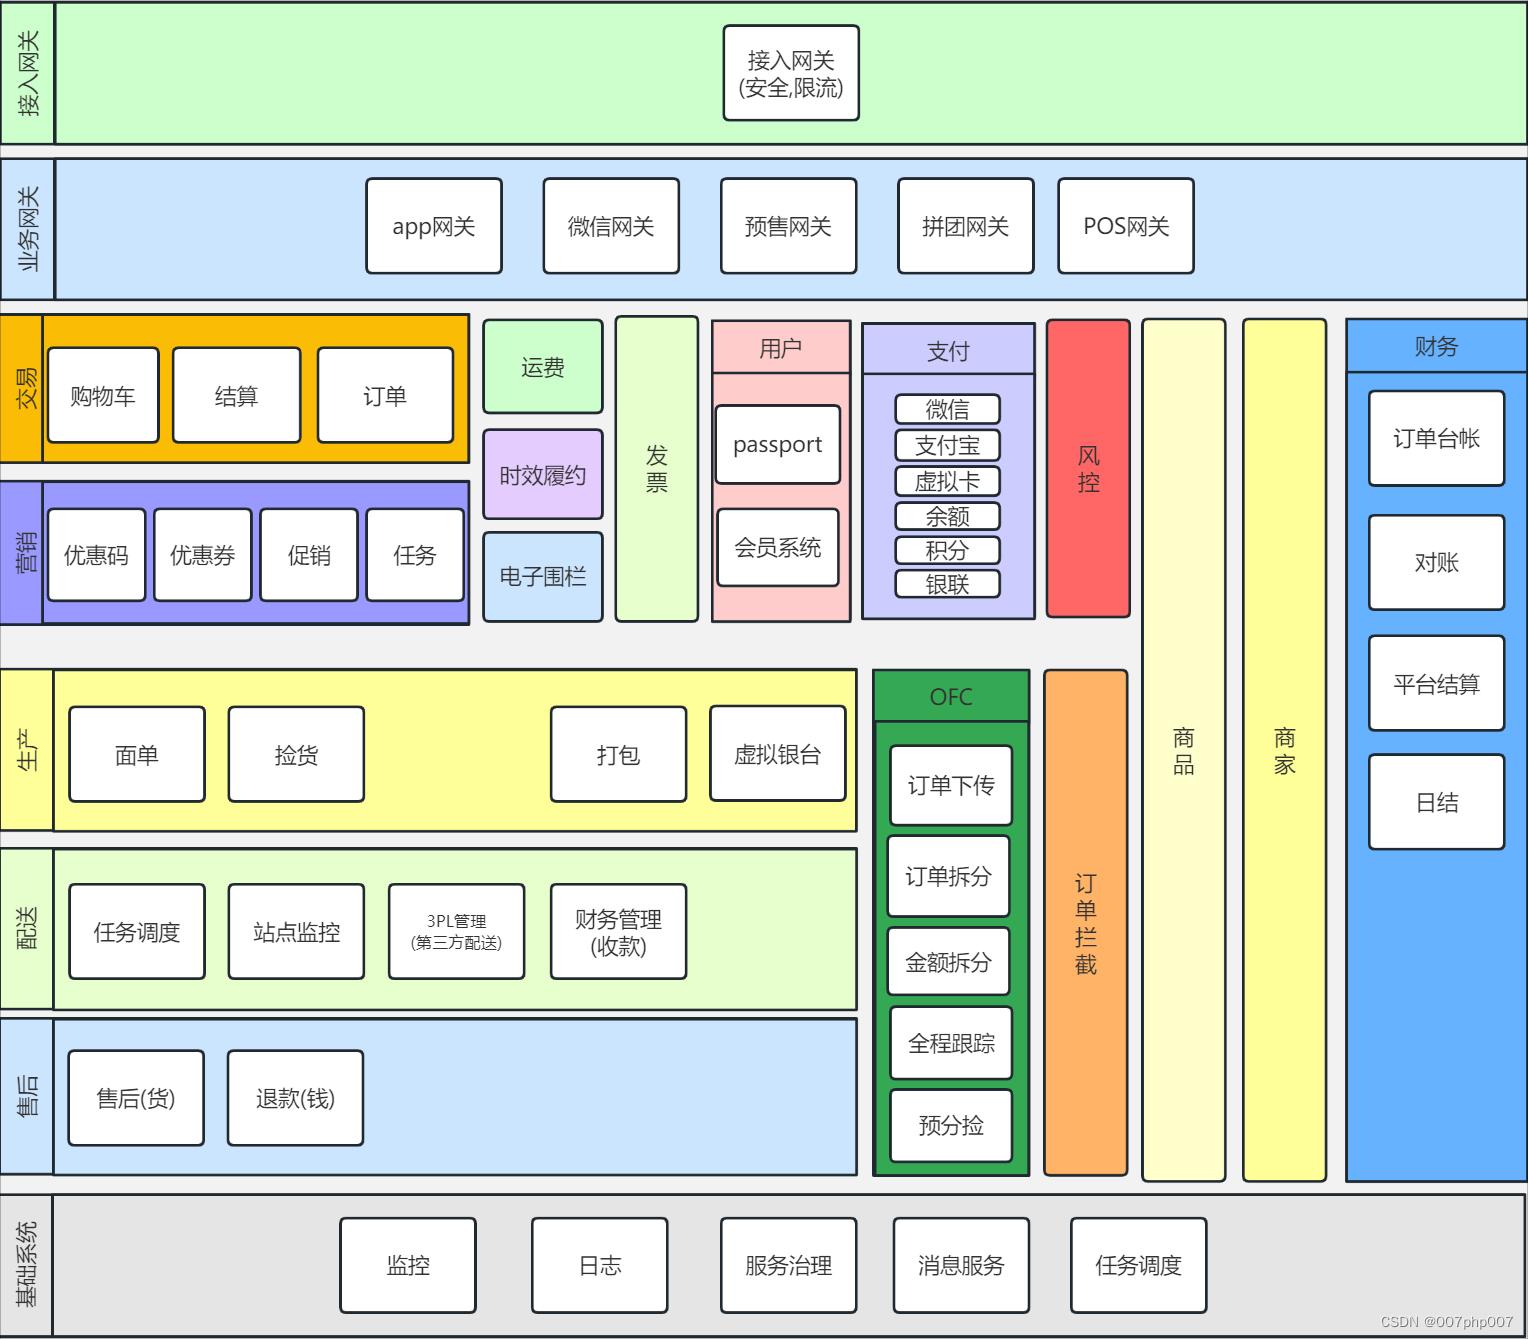 接入网关
接入网关
(安全,限流)
业务网关
app网关
微信网关
预售网关
拼团网关
POS网关
交易
购物车
结算
订单
营销
优惠码
优惠券
促销
任务
运费
时效履约
电子围栏
发
票
用户
passport
会员系统
支付
微信
支付宝
虚拟卡
余额
积分
银联
风
控
商
品
商
家
财务
订单台帐
对账
平台结算
日结
生产
面单
捡货
打包
虚拟银台
配送
任务调度
站点监控
3PL管理
(第三方配送)
财务管理
(收款)
售后
售后(货)
退款(钱)
OFC
订单下传
订单拆分
金额拆分
全程跟踪
预分捡
订
单
拦
截
基础系统
监控
日志
服务治理
消息服务
任务调度
CSDN @007php007